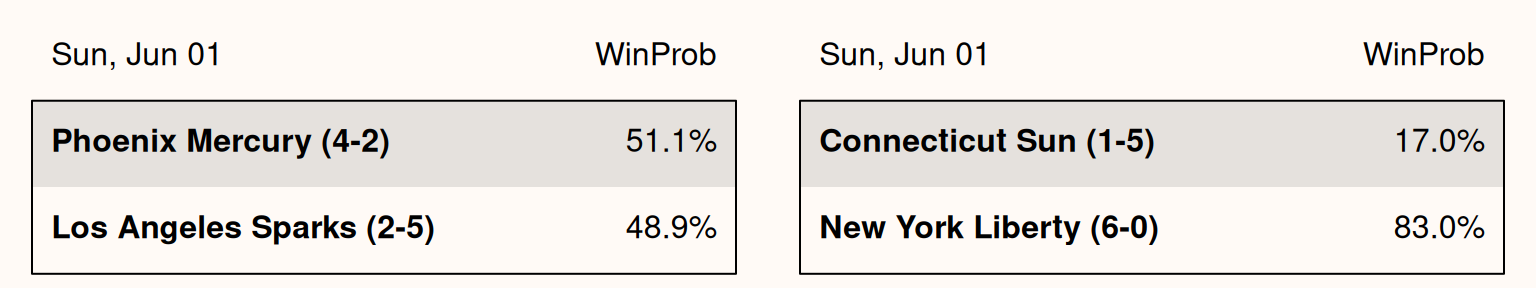 Sun, Jun 01 WinProb
Phoenix Mercury (4-2) 51.1%
Los Angeles Sparks (2-5) 48.9%
Sun, Jun 01 WinProb
Connecticut Sun (1-5) 17.0%
New York Liberty (6-0) 83.0%